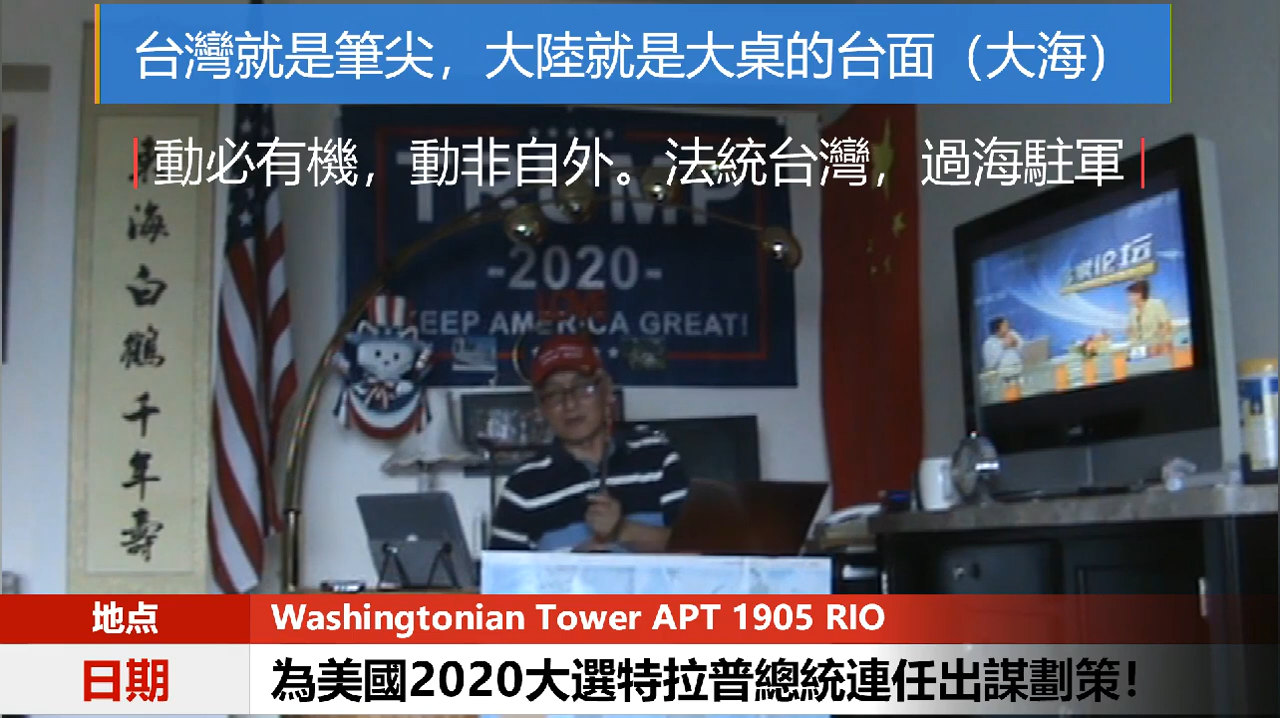 台灣就是筆尖，大陸就是大桌的台面（大海）
動必有機，動非自外。法統台灣，過海駐軍
TRUMP
-2020-
KEEP AMERICA GREAT!
海白鶴千年壽
论坛
地点
Washingtonian Tower APT 1905 RIO
日期
為美國2020大選特拉普總統連任出謀劃策！